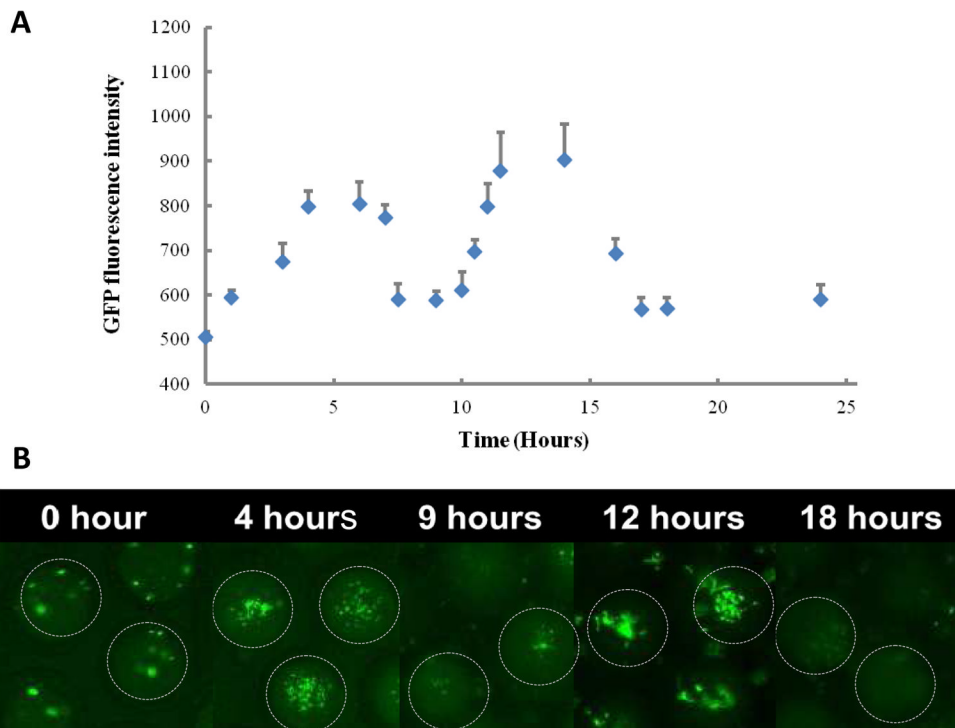 A
1200
1100
1000
900
800
700
600
500
400
GFP fluorescence intensity
0 5 10 15 20 25
Time (Hours)
B
0 hour 4 hours 9 hours 12 hours 18 hours